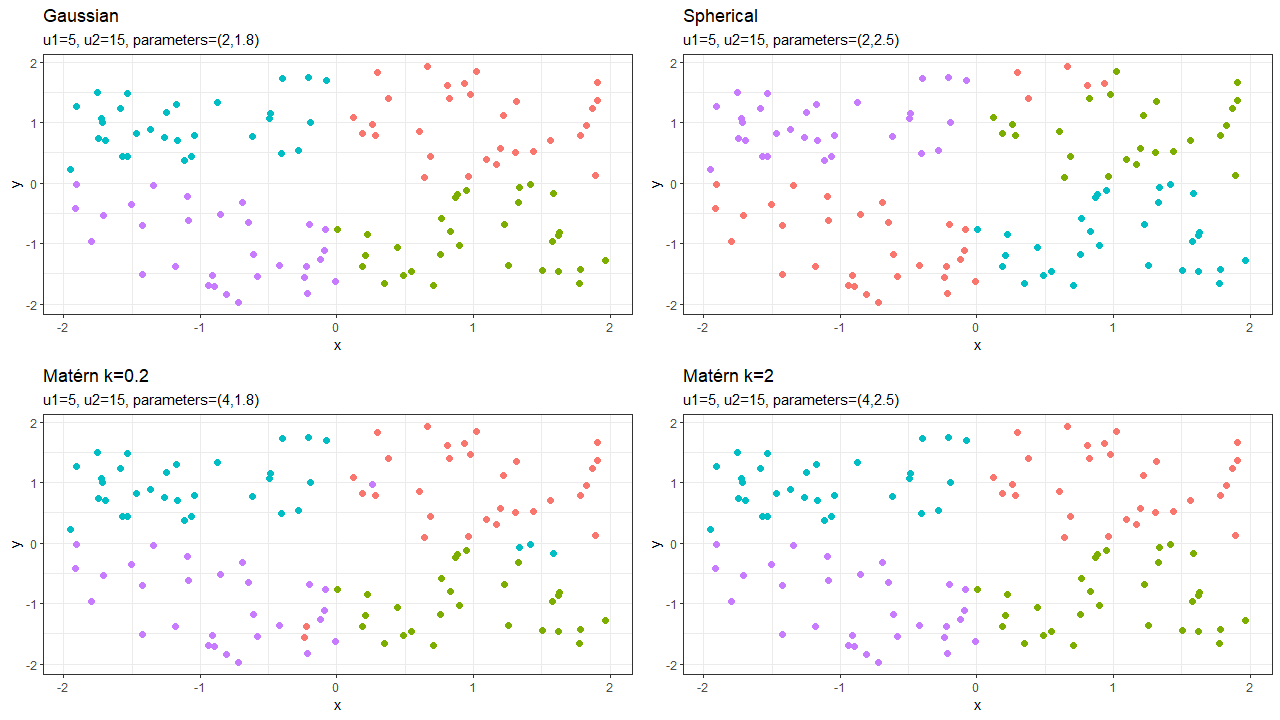 Gaussian
u1=5, u2=15, parameters=(2,1.8)
2
1
0
-1
-2
y
-2 -1 0 1 2
x
Spherical
u1=5, u2=15, parameters=(2,2.5)
2
1
0
-1
-2
y
-2 -1 0 1 2
x
Matérn k=0.2
u1=5, u2=15, parameters=(4,1.8)
2
1
0
-1
-2
y
-2 -1 0 1 2
x
Matérn k=2
u1=5, u2=15, parameters=(4,2.5)
2
1
0
-1
-2
y
-2 -1 0 1 2
x